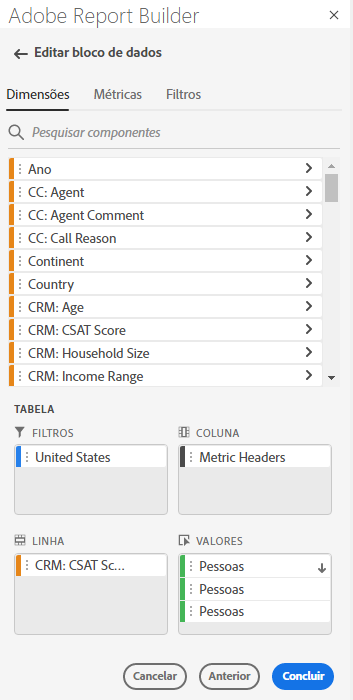 Adobe Report Builder
Editar bloco de dados
Dimensões Métricas Filtros
Pesquisar componentes
Ano
CC: Agent
CC: Agent Comment
CC: Call Reason
Continent
Country
CRM: Age
CRM: CSAT Score
CRM: Household Size
CRM: Income Range
TABELA
FILTROS COLUNA
United States Metric Headers
LINHA VALORES
CRM: CSAT Sc... Pessoas
Pessoas
Pessoas
Cancelar Anterior Concluir